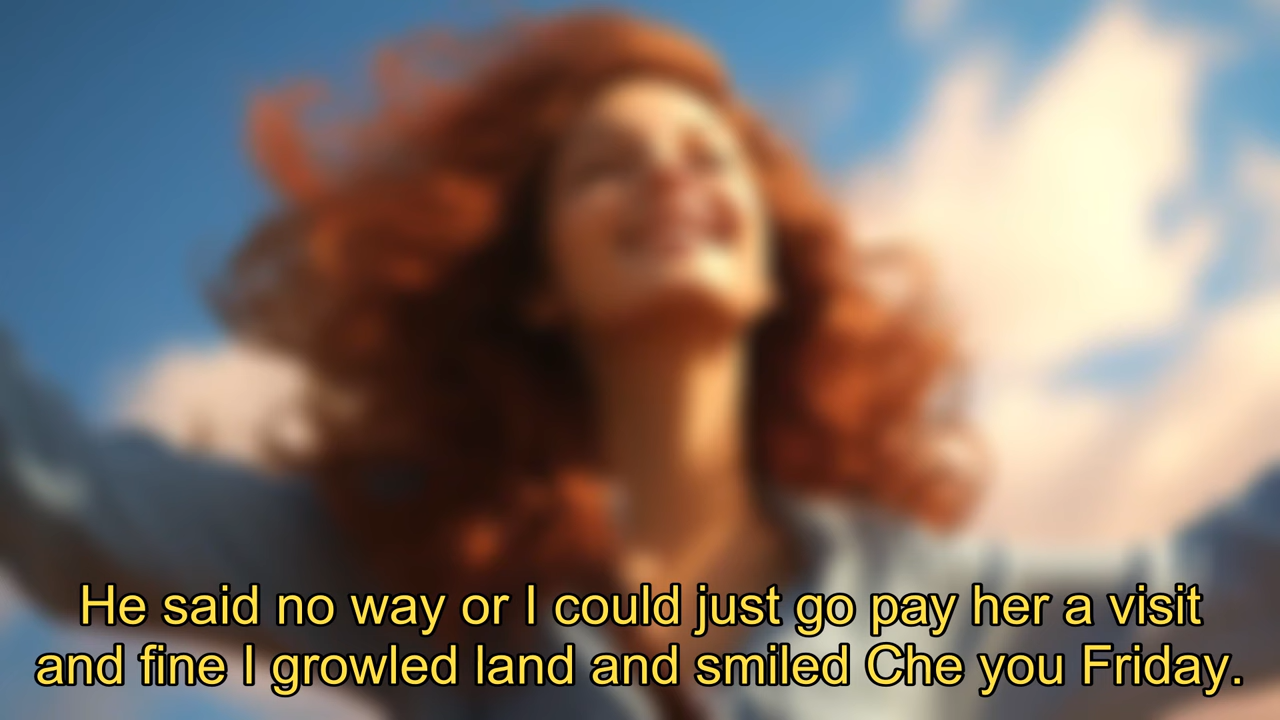 He said no way or I could just go pay her a visit
and fine I growled land and smiled Che you Friday.